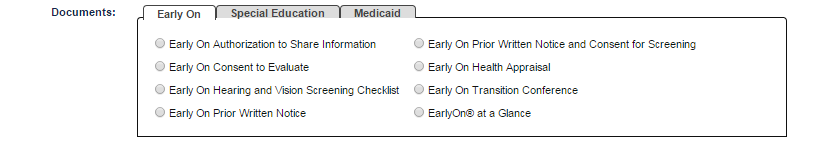 Documents: Early On Special Education Medicaid
Early On Authorization to Share Information Early On Prior Written Notice and Consent for Screening
Early On Consent to Evaluate Early On Health Appraisal
Early On Hearing and Vision Screening Checklist Early On Transition Conference
Early On Prior Written Notice EarlyOn® at a Glance